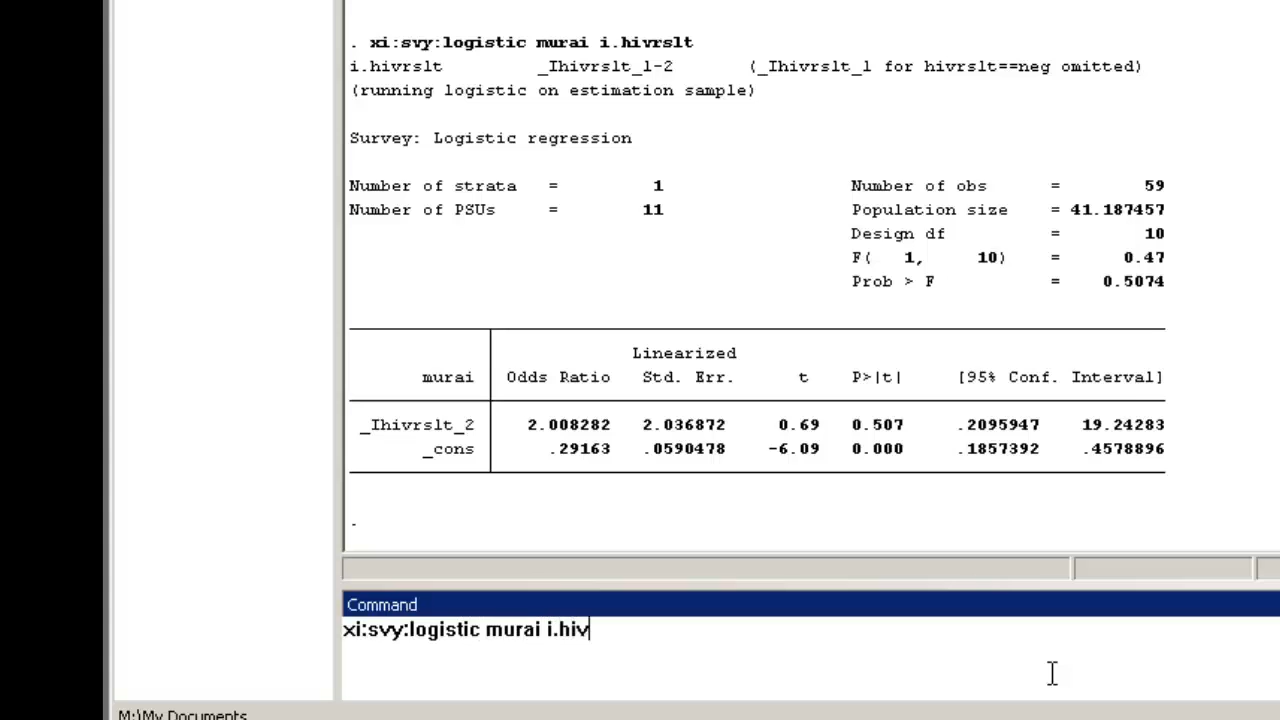 . xi:svy:logistic murai i.hivrslt
i.hivrslt _Ihivrslt_1-2 (_Ihivrslt_1 for hivrslt==neg omitted)
(running logistic on estimation sample)
Survey: Logistic regression
Number of strata = 1 Number of obs = 59
Number of PSUs = 11 Population size = 41.187457
Design df = 10
F( 1, 10) = 0.47
Prob > F = 0.5074
Linearized
murai Odds Ratio Std. Err. t P>|t| [95% Conf. Interval]
_Ihivrslt_2 2.008282 2.036872 0.69 0.507 .2095947 19.24283
_cons .29163 .0590478 -6.09 0.000 .1857392 .4578896
.
Command
xi:svy:logistic murai i.hiv
M:\My Documents